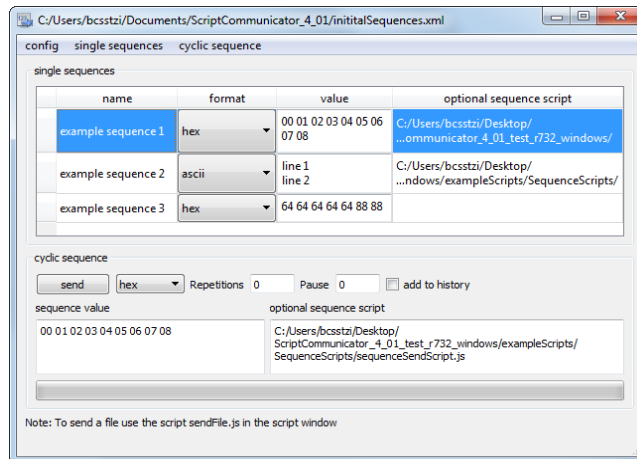 C:/Users/bcsstzi/Documents/ScriptCommunicator_4_01/inititalSequences.xml
config single sequences cyclic sequence
single sequences
name format value optional sequence script
example sequence 1 hex 00 01 02 03 04 05 06
07 08 C:/Users/bcsstzi/Desktop/
...ommunicator_4_01_test_r732_windows/
example sequence 2 ascii line 1
line 2 C:/Users/bcsstzi/Desktop/
...ndows/exampleScripts/SequenceScripts/
example sequence 3 hex 64 64 64 64 64 88 88
cyclic sequence
send hex Repetitions 0 Pause 0 add to history
sequence value optional sequence script
00 01 02 03 04 05 06 07 08 C:/Users/bcsstzi/Desktop/
ScriptCommunicator_4_01_test_r732_windows/exampleScripts/
SequenceScripts/sequenceSendScript.js
Note: To send a file use the script sendFile.js in the script window